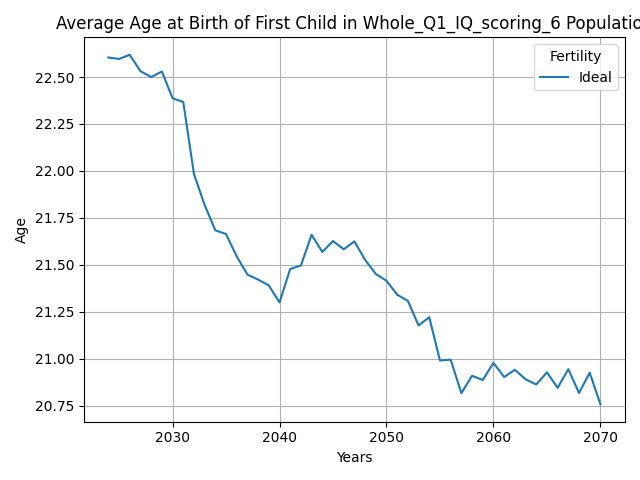 Average Age at Birth of First Child in Whole_Q1_IQ_scoring_6 Populatio
Fertility
Ideal
22.50
22.25
22.00
21.75
21.50
21.25
21.00
20.75
Age
2030 2040 2050 2060 2070
Years